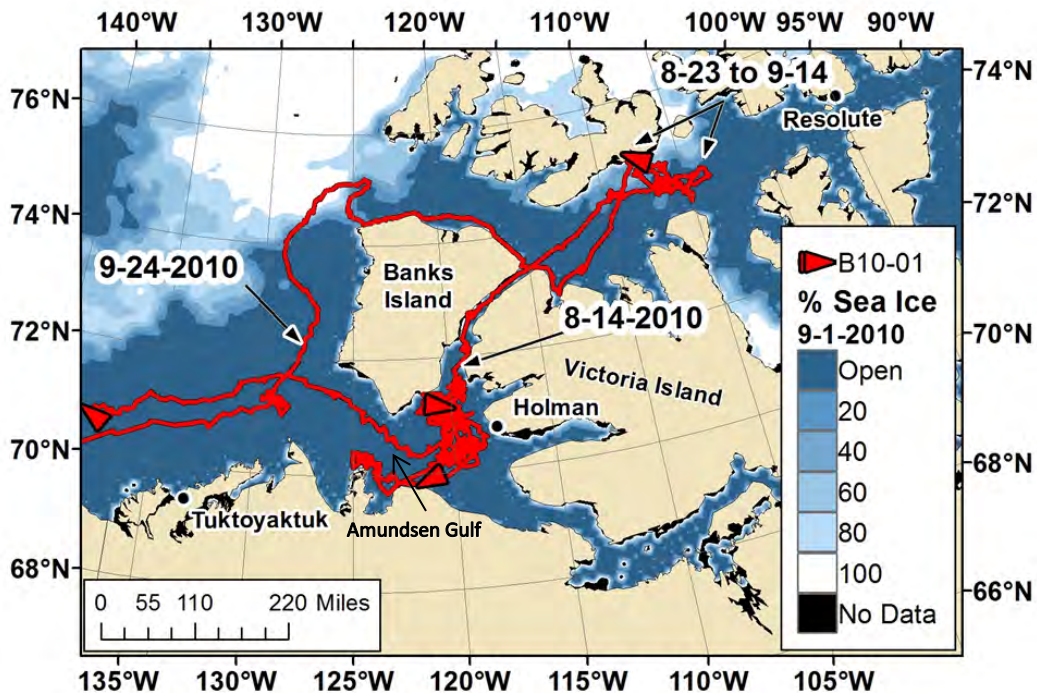 140°W 130°W 120°W 110°W 100°W 95°W 90°W
8-23 to 9-14
74°N
76°N
Resolute
74°N
72°N
9-24-2010
Banks
Island
B10-01
% Sea Ice
9-1-2010
8-14-2010
72°N
70°N
Open
Victoria Island
20
Holman
40
70°N
68°N
60
Tuktoyaktuk
Amundsen Gulf
80
68°N
100
66°N
0 55 110 220 Miles
No Data
135°W 130°W 125°W 120°W 115°W 110°W 105°W